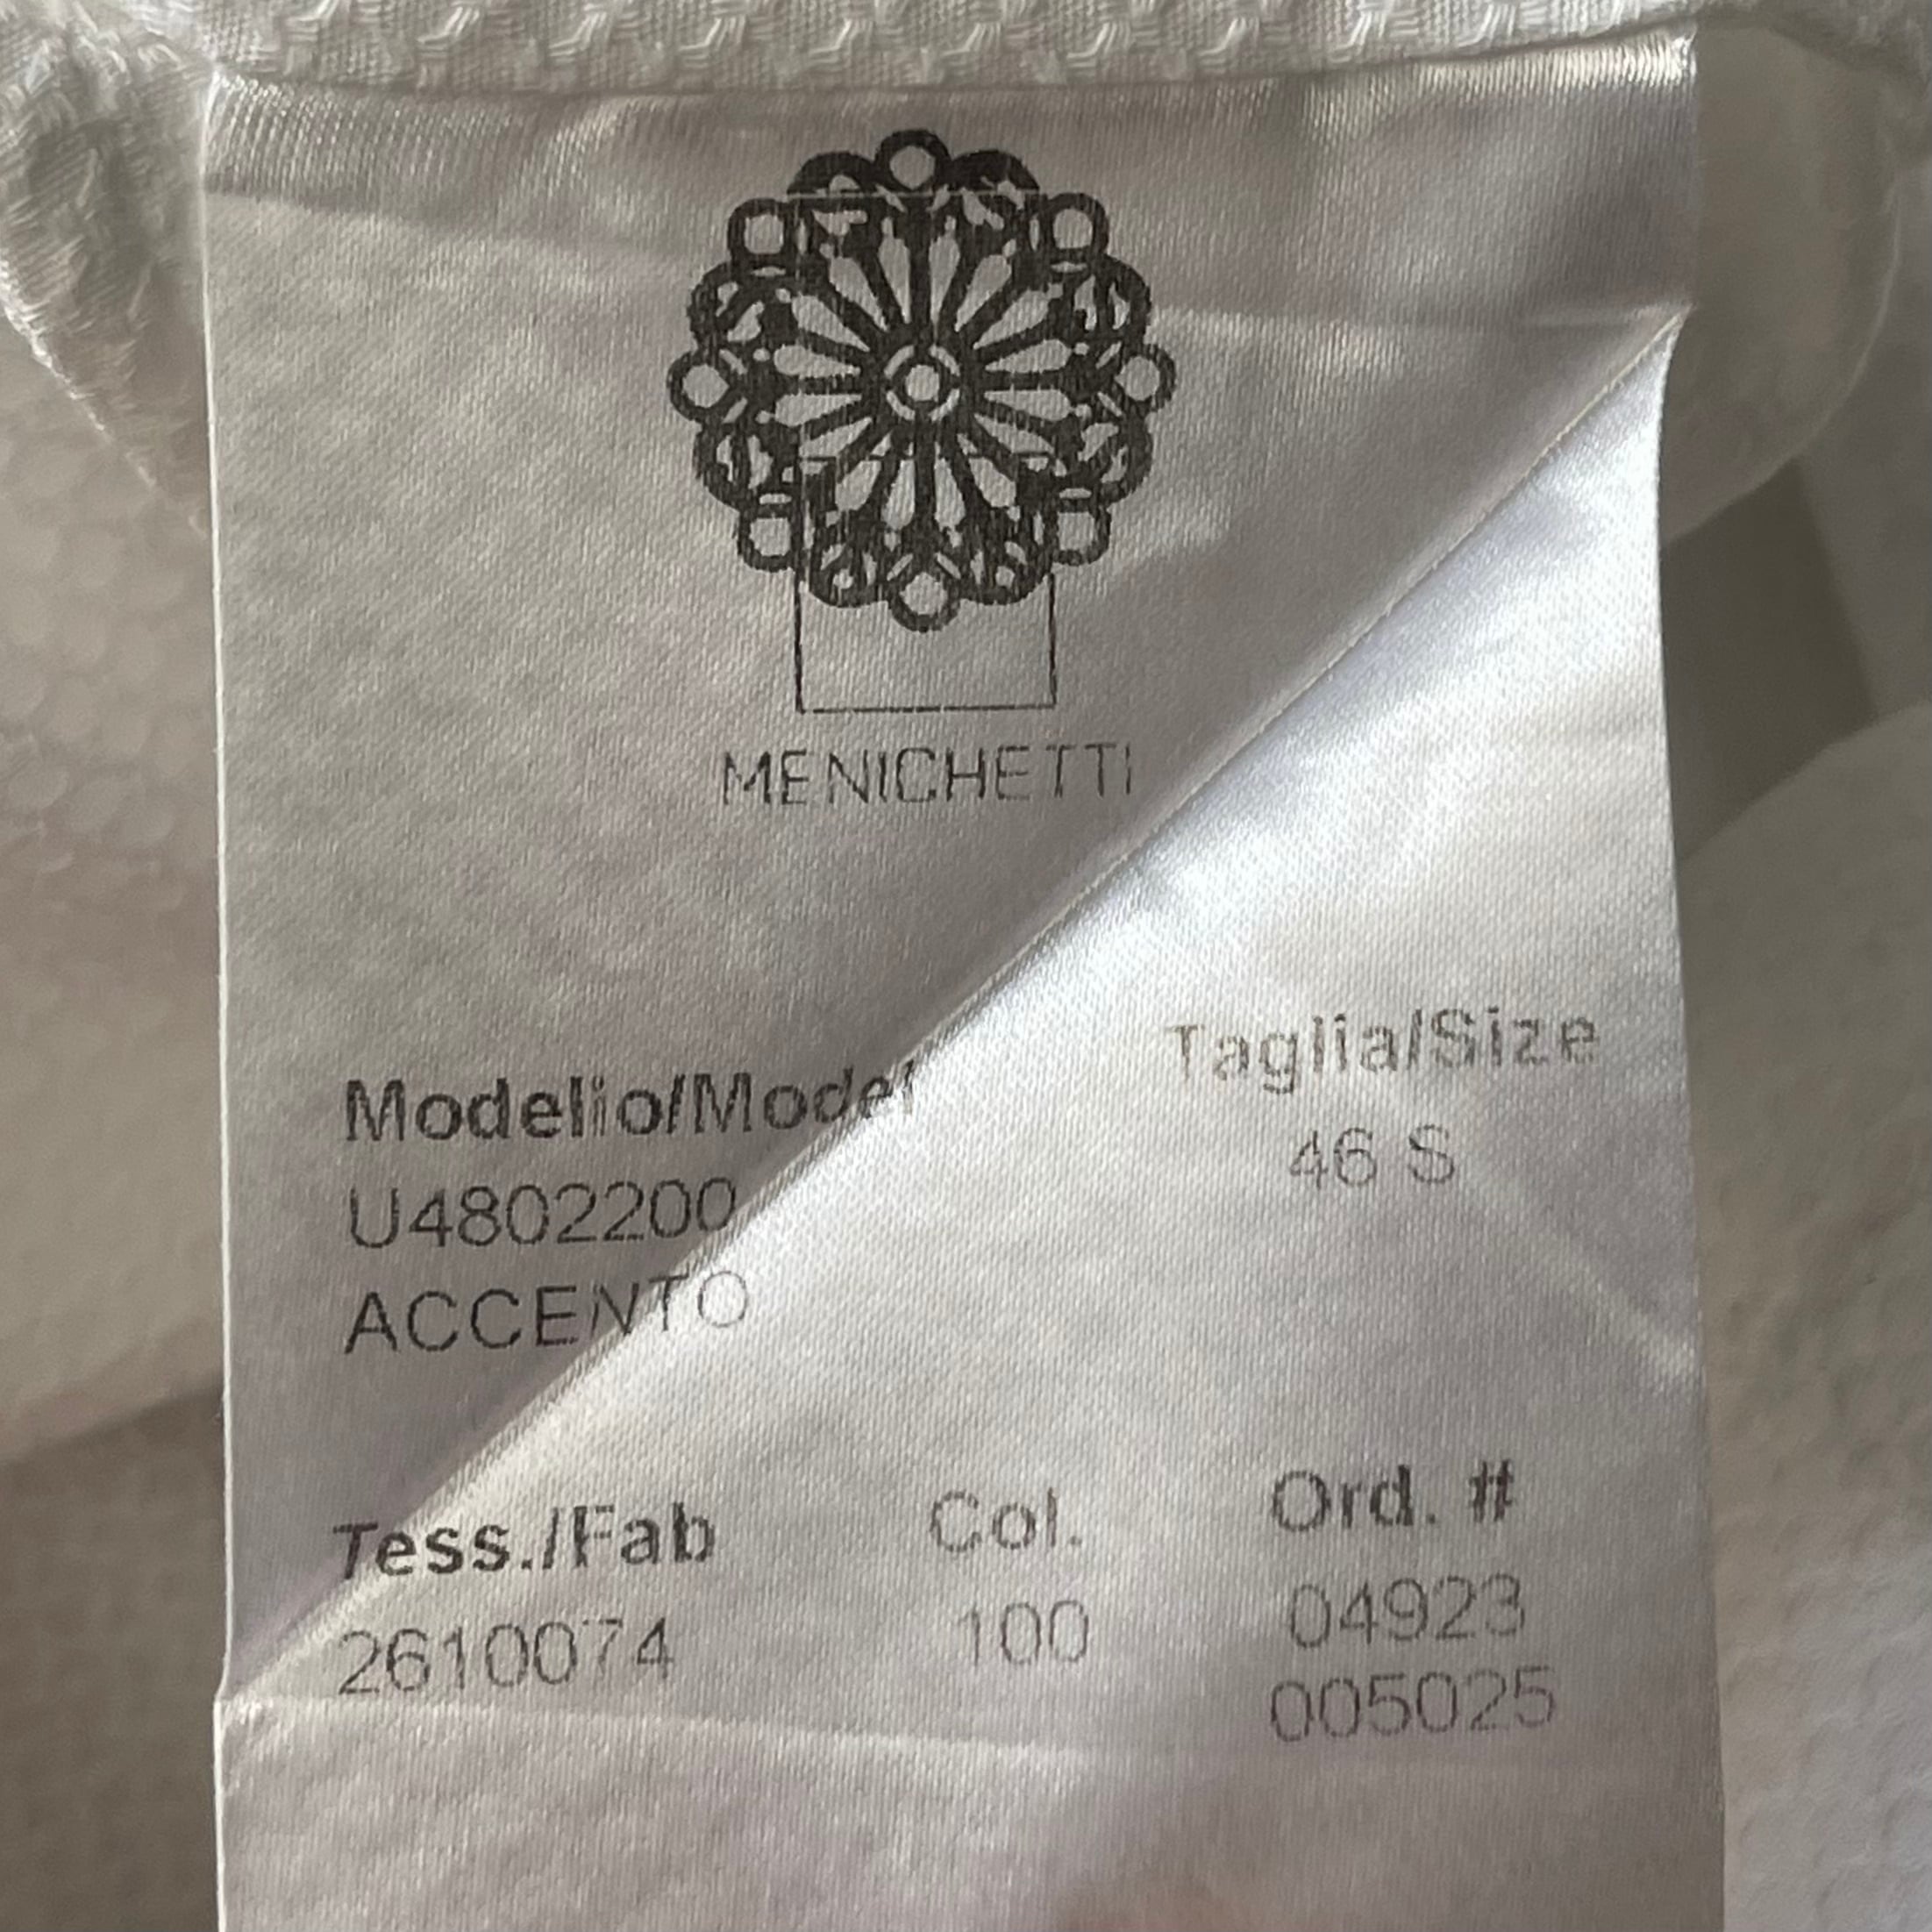 MENICHETTI
Modello/Model
Taglia/Size
U4802200
46 S
ACCENTO
Tess./Fab
Col.
Ord. #
2610074
100
04923
005025